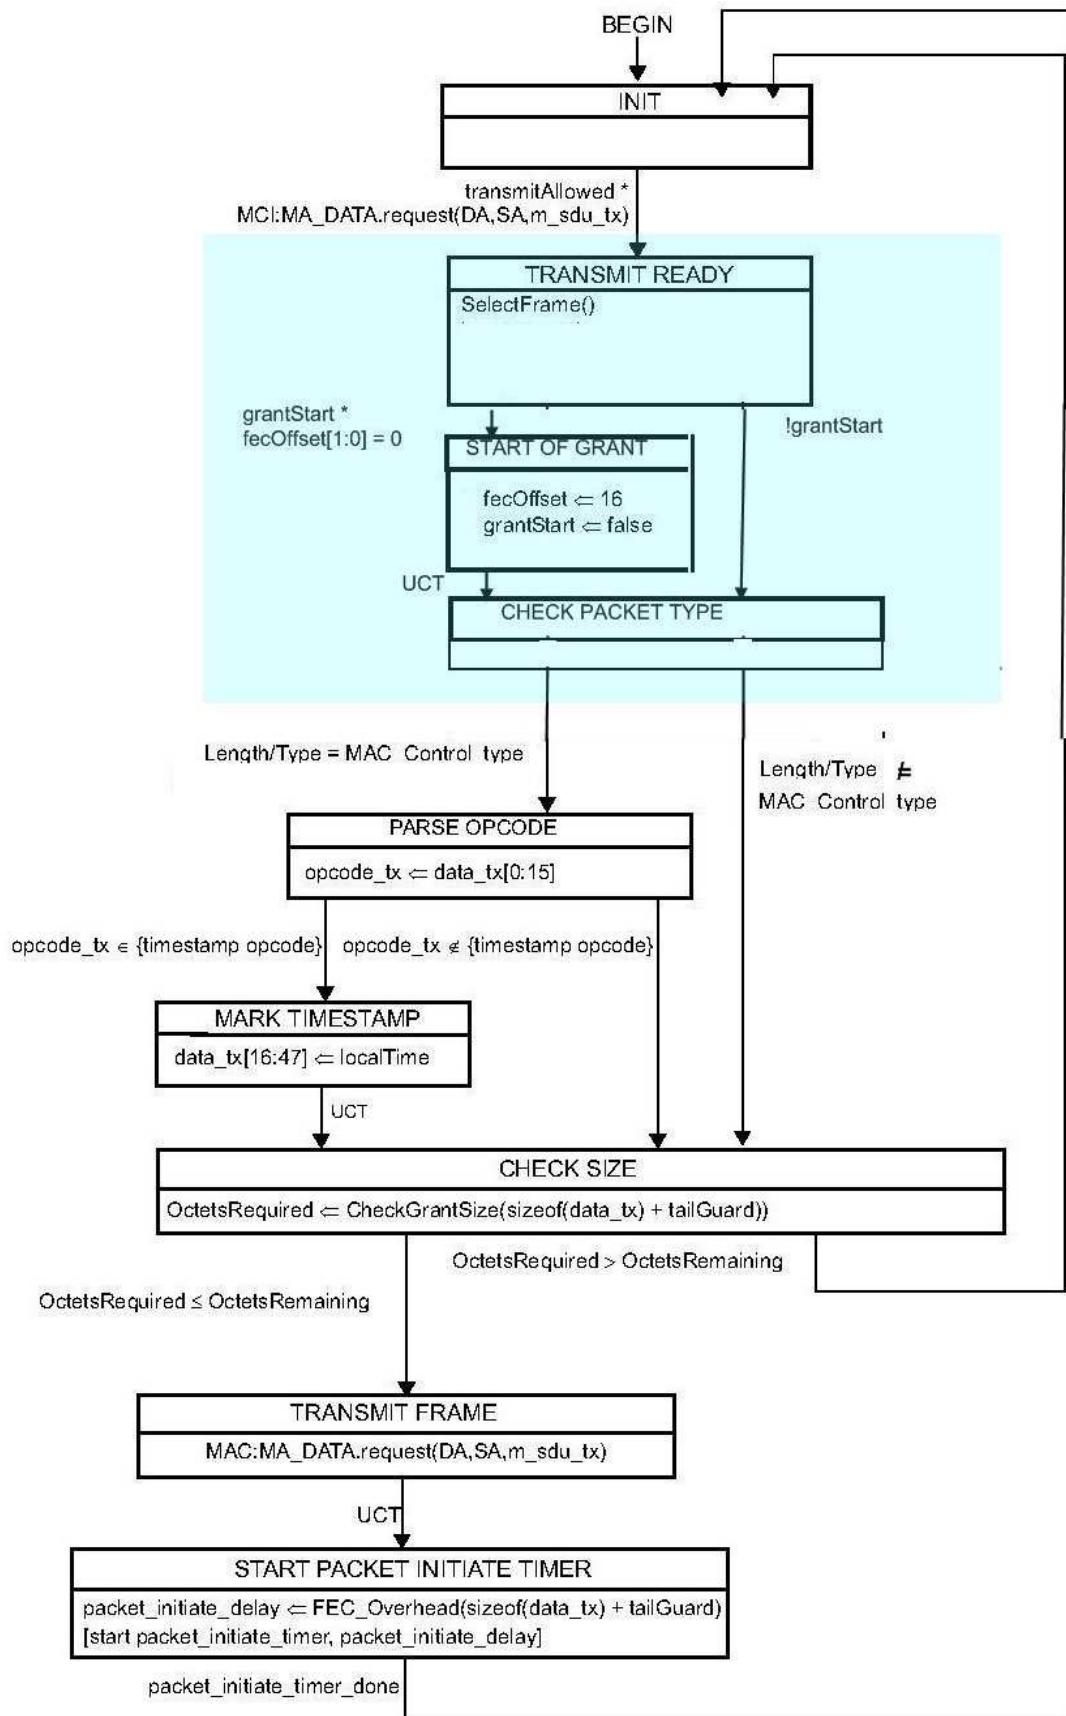 BEGIN
INIT
transmitAllowed *
MCI:MA_DATA.request(DA,SA,m_sdu_tx)
TRANSMIT READY
SelectFrame()
grantStart *
fecOffset[1:0] = 0
!grantStart
START OF GRANT
fecOffset ⇐ 16
grantStart ⇐ false
UCT
CHECK PACKET TYPE
Length/Type = MAC Control type
Length/Type ≠
MAC Control type
PARSE OPCODE
opcode_tx ⇐ data_tx[0:15]
opcode_tx ∈ {timestamp opcode}
opcode_tx ∉ {timestamp opcode}
MARK TIMESTAMP
data_tx[16:47] ⇐ localTime
UCT
CHECK SIZE
OctetsRequired ⇐ CheckGrantSize(sizeof(data_tx) + tailGuard))
OctetsRequired > OctetsRemaining
OctetsRequired ≤ OctetsRemaining
TRANSMIT FRAME
MAC:MA_DATA.request(DA,SA,m_sdu_tx)
UCT
START PACKET INITIATE TIMER
packet_initiate_delay ⇐ FEC_Overhead(sizeof(data_tx) + tailGuard)
[start packet_initiate_timer, packet_initiate_delay]
packet_initiate_timer_done